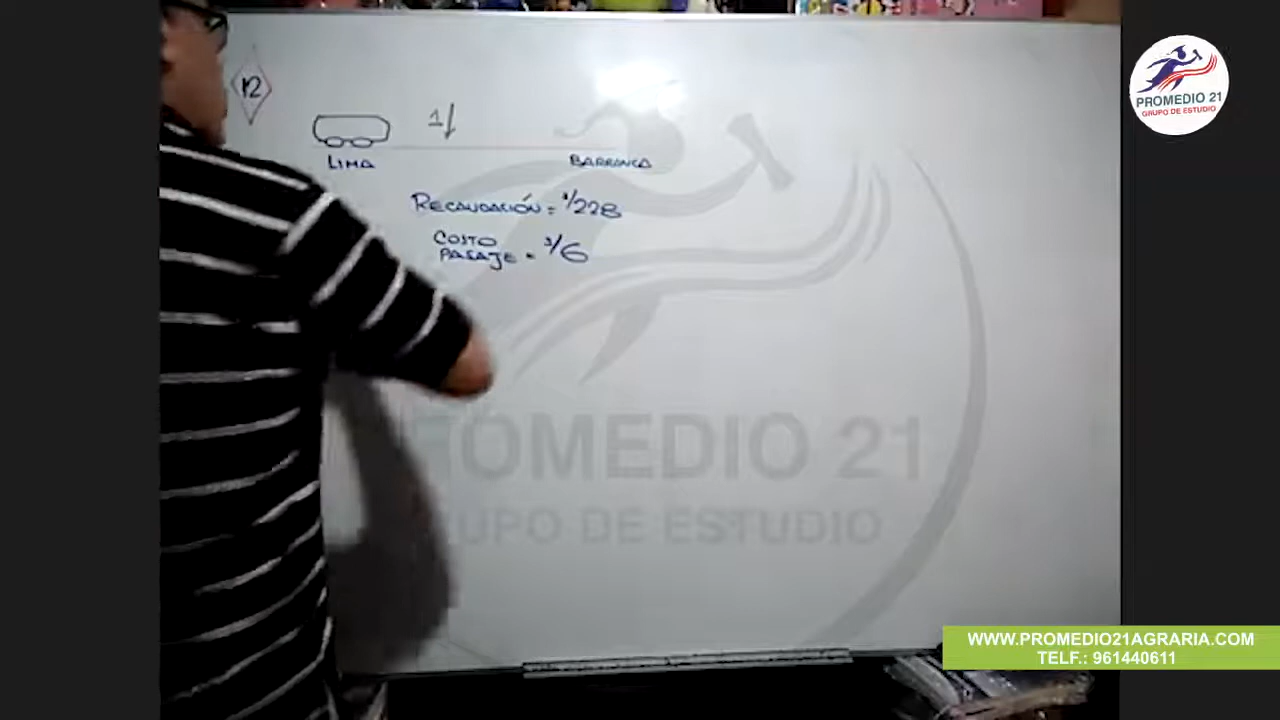 12
1/
LIMA
BARRANCA
RECAUDACIÓN = S/228
COSTO
PASAJE = S/6
PROMEDIO 21
GRUPO DE ESTUDIO
PROMEDIO 21
GRUPO DE ESTUDIO
WWW.PROMEDIO21AGRARIA.COM
TELF.: 961440611